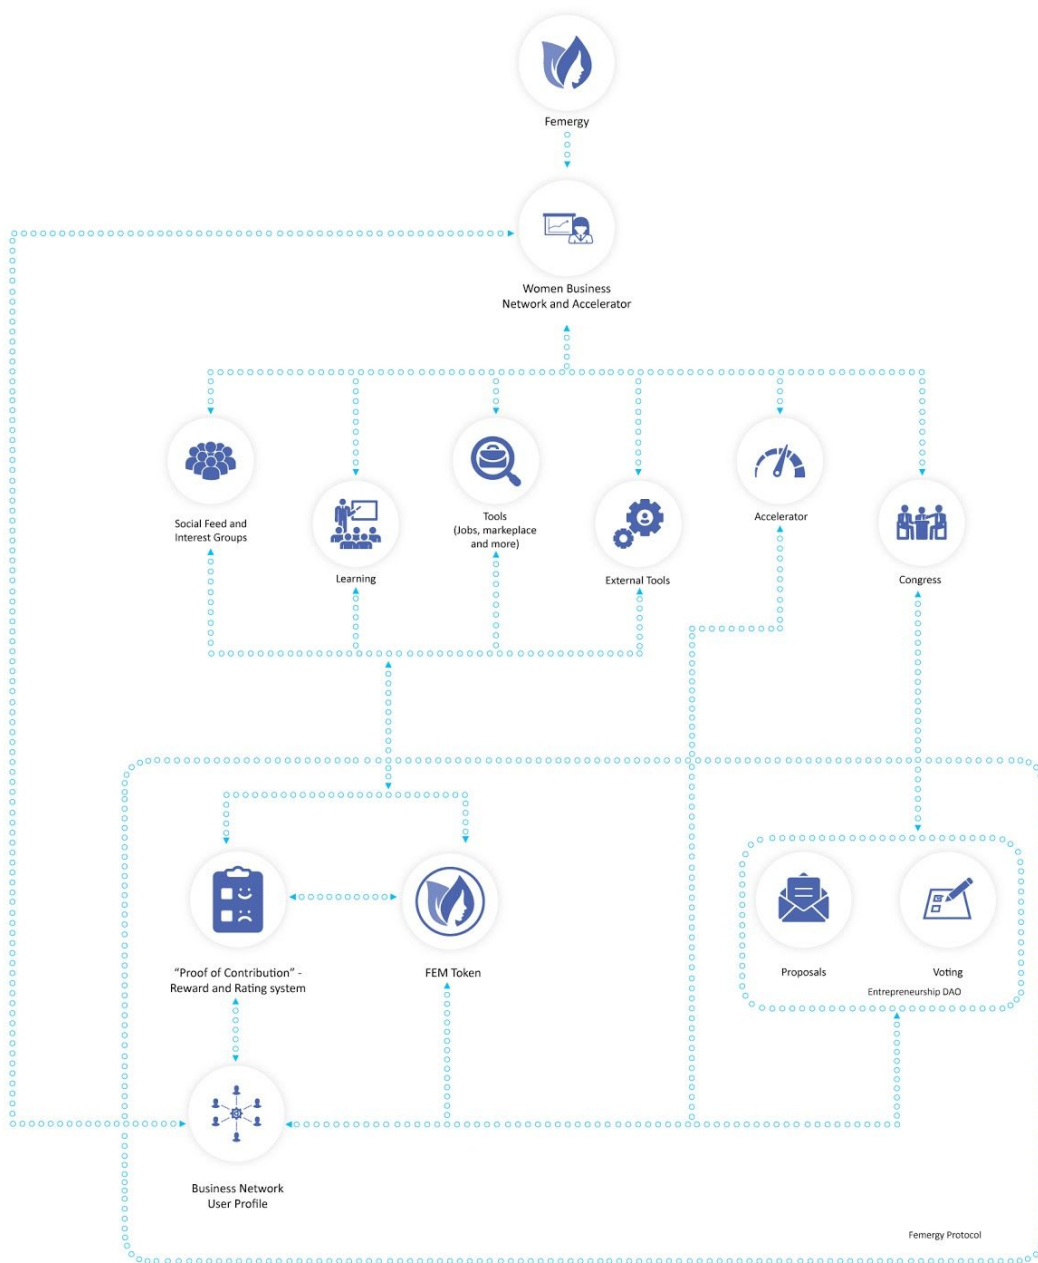 Femergy
Women Business
Network and Accelerator
Social Feed and
Interest Groups
Learning
Tools
(Jobs, markeplace
and more)
External Tools
Accelerator
Congress
“Proof of Contribution” -
Reward and Rating system
FEM Token
Proposals
Voting
Entrepreneurship DAO
Business Network
User Profile
Femergy Protocol